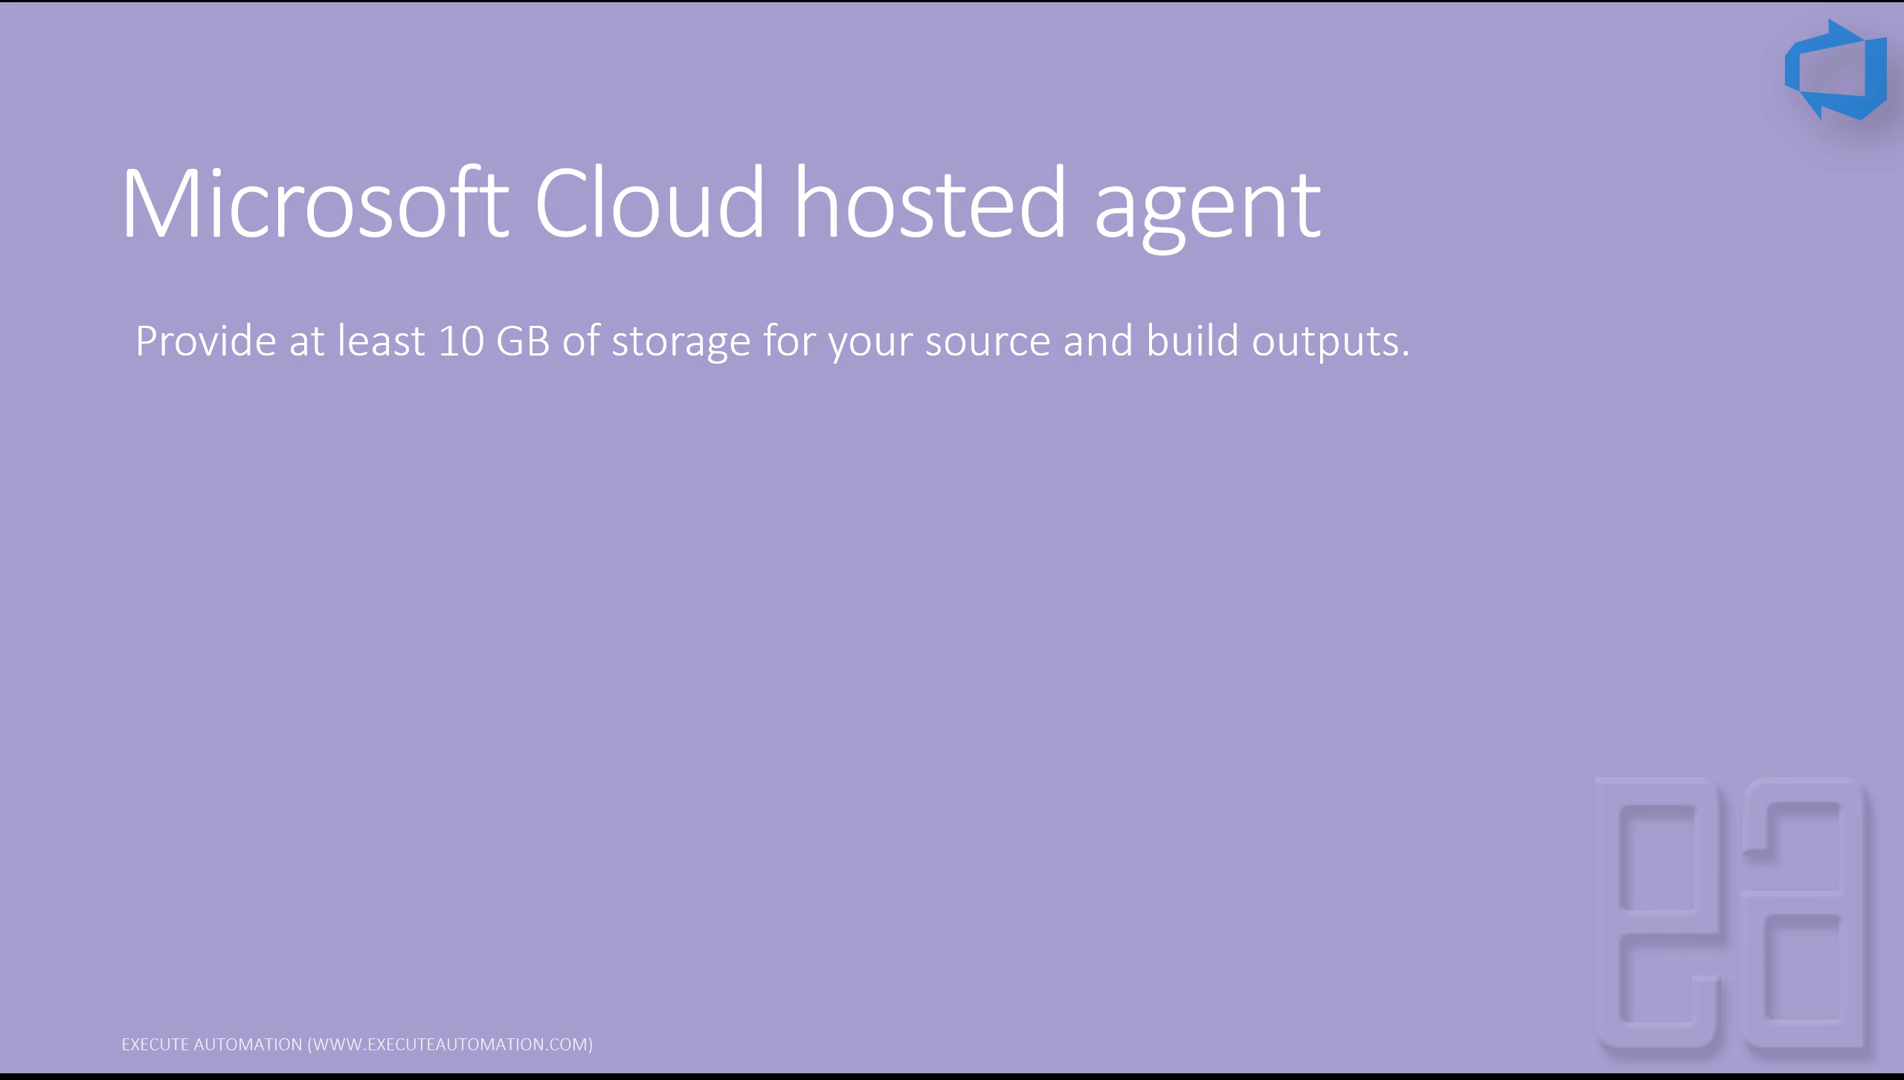 Microsoft Cloud hosted agent
Provide at least 10 GB of storage for your source and build outputs.
ea
EXECUTE AUTOMATION (WWW.EXECUTEAUTOMATION.COM)